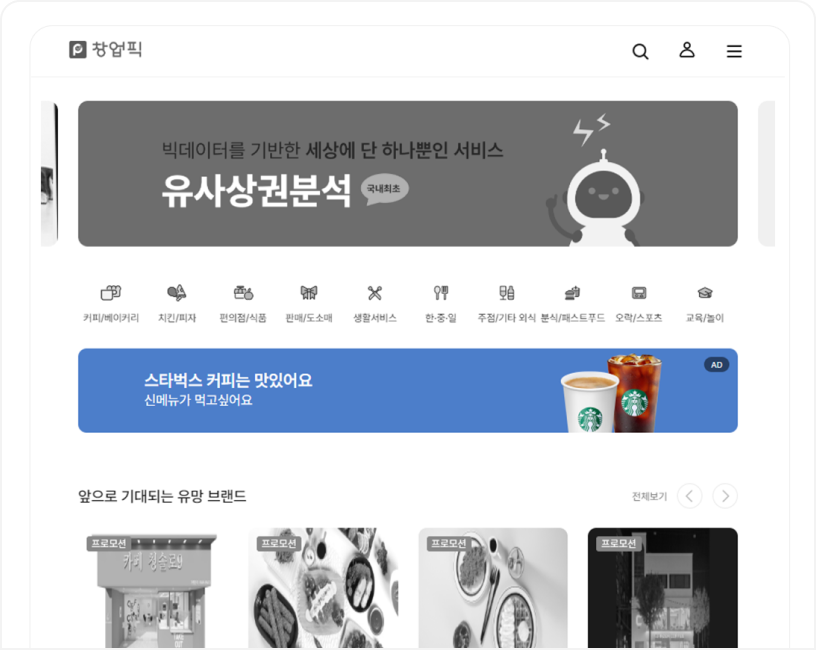 창업픽
빅데이터를 기반한 세상에 단 하나뿐인 서비스
유사상권분석 국내최초
커피/베이커리 치킨/피자 편의점/식품 판매/도소매 생활서비스 한·중·일 주점/기타 외식 분식/패스트푸드 오락/스포츠 교육/놀이
AD
스타벅스 커피는 맛있어요
신메뉴가 먹고싶어요
앞으로 기대되는 유망 브랜드 전체보기
프로모션 프로모션 프로모션 프로모션